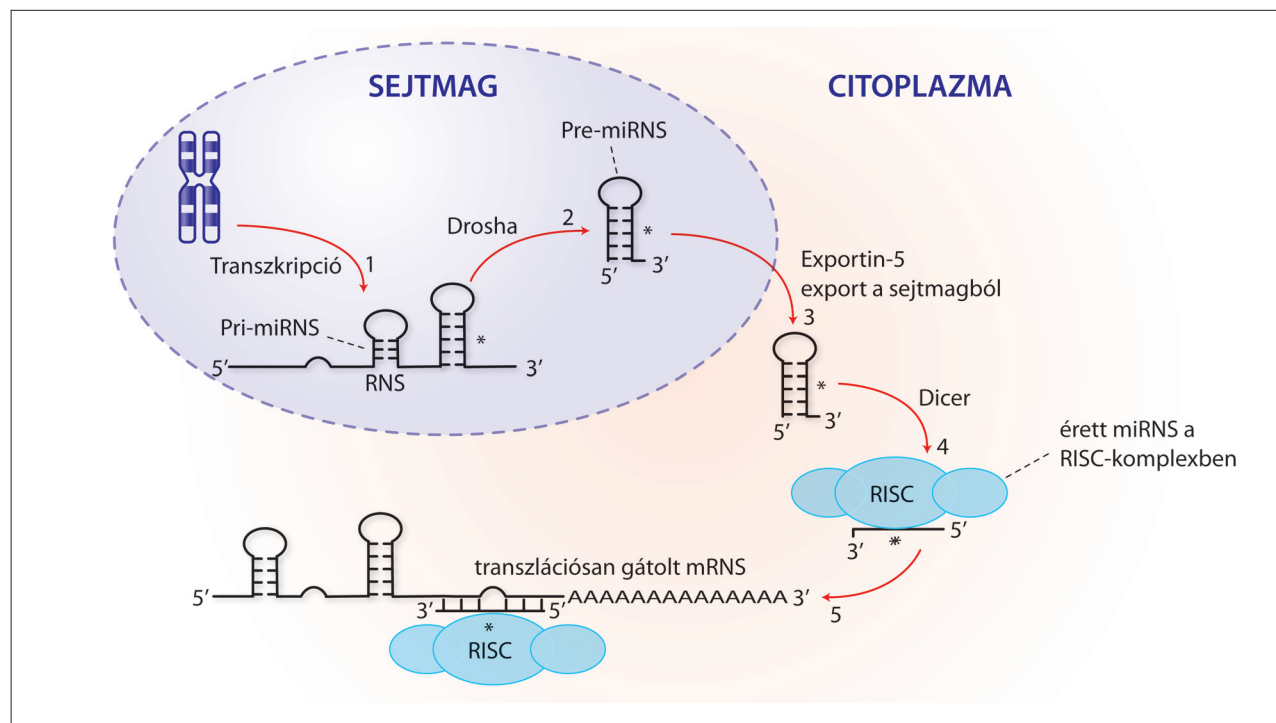 SEJTMAG
CITOPLAZMA
Pre-miRNS
Drosha
2
*
5′
3′
Transzkripció
1
Exportin-5
export a sejtmagból
3
Pri-miRNS
*
5′
3′
RNS
*
5′
3′
Dicer
4
érett miRNS a
RISC-komplexben
RISC
3′
*
5′
transzlációsan gátolt mRNS
5′
AAAAAAAAAAAAAA
3′
5
3′
5′
*
RISC